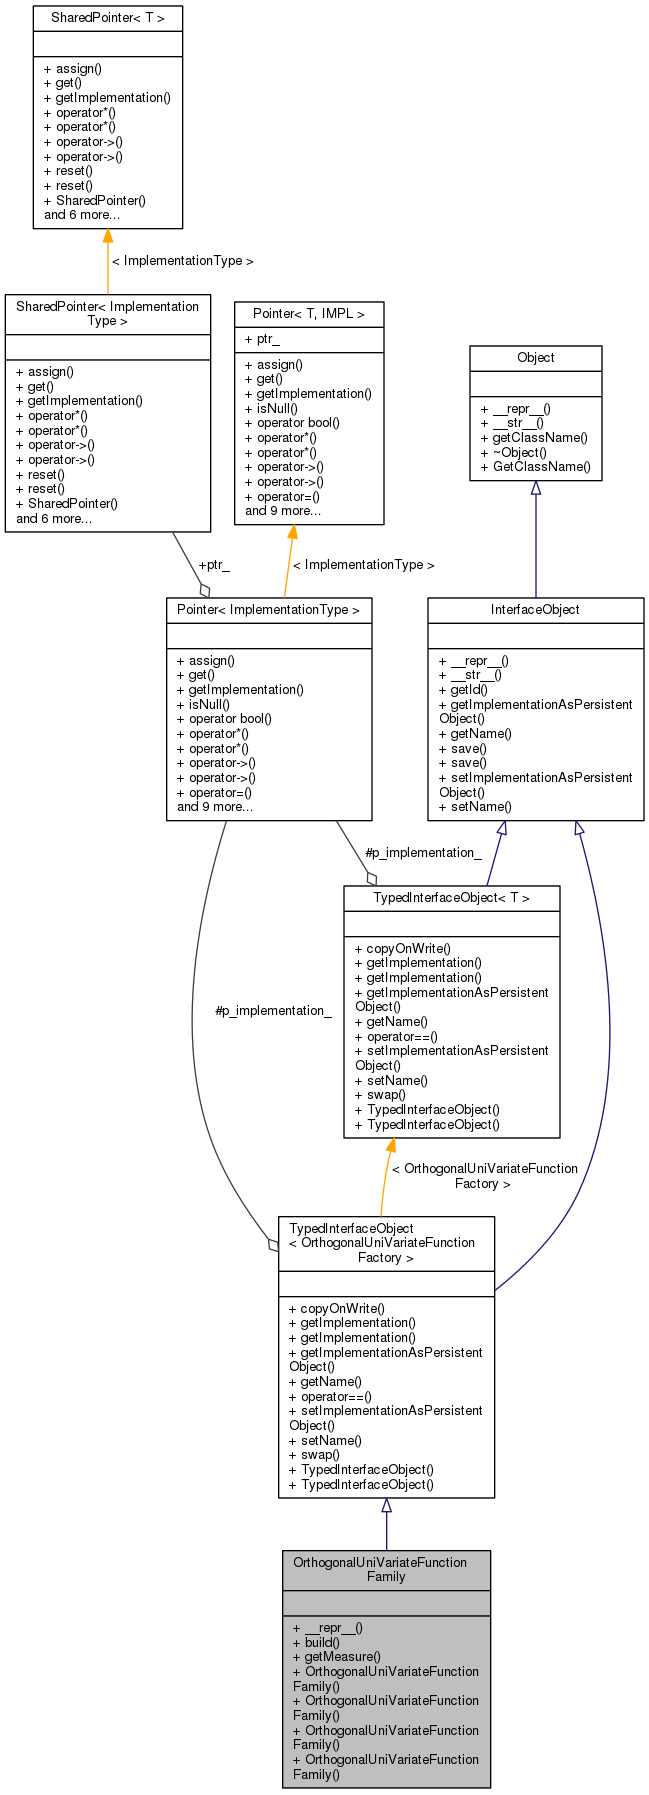 SharedPointer< T >
+ assign()
+ get()
+ getImplementation()
+ operator*()
+ operator*()
+ operator->()
+ operator->()
+ reset()
+ reset()
+ SharedPointer()
and 6 more...
< ImplementationType >
SharedPointer< Implementation
Type >
+ assign()
+ get()
+ getImplementation()
+ operator*()
+ operator*()
+ operator->()
+ operator->()
+ reset()
+ reset()
+ SharedPointer()
and 6 more...
Pointer< T, IMPL >
+ ptr_
+ assign()
+ get()
+ getImplementation()
+ isNull()
+ operator bool()
+ operator*()
+ operator*()
+ operator->()
+ operator->()
+ operator=()
and 9 more...
Object
+ __repr__()
+ __str__()
+ getClassName()
+ ~Object()
+ GetClassName()
+ptr_
< ImplementationType >
Pointer< ImplementationType >
+ assign()
+ get()
+ getImplementation()
+ isNull()
+ operator bool()
+ operator*()
+ operator*()
+ operator->()
+ operator->()
+ operator=()
and 9 more...
InterfaceObject
+ __repr__()
+ __str__()
+ getId()
+ getImplementationAsPersistent
Object()
+ getName()
+ save()
+ save()
+ setImplementationAsPersistent
Object()
+ setName()
#p_implementation_
TypedInterfaceObject< T >
+ copyOnWrite()
+ getImplementation()
+ getImplementation()
+ getImplementationAsPersistent
Object()
+ getName()
+ operator==()
+ setImplementationAsPersistent
Object()
+ setName()
+ swap()
+ TypedInterfaceObject()
+ TypedInterfaceObject()
#p_implementation_
< OrthogonalUniVariateFunction
Factory >
TypedInterfaceObject
< OrthogonalUniVariateFunction
Factory >
+ copyOnWrite()
+ getImplementation()
+ getImplementation()
+ getImplementationAsPersistent
Object()
+ getName()
+ operator==()
+ setImplementationAsPersistent
Object()
+ setName()
+ swap()
+ TypedInterfaceObject()
+ TypedInterfaceObject()
OrthogonalUniVariateFunction
Family
+ __repr__()
+ build()
+ getMeasure()
+ OrthogonalUniVariateFunction
Family()
+ OrthogonalUniVariateFunction
Family()
+ OrthogonalUniVariateFunction
Family()
+ OrthogonalUniVariateFunction
Family()